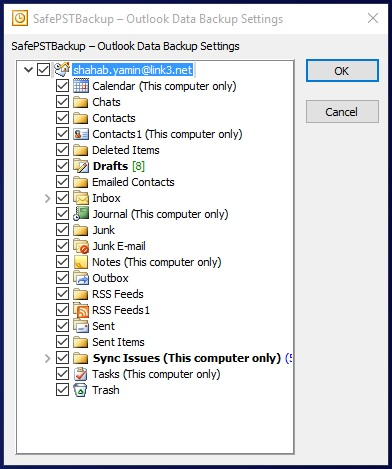 SafePSTBackup – Outlook Data Backup Settings
SafePSTBackup – Outlook Data Backup Settings
shahab.yamin@link3.net
OK
Calendar (This computer only)
Chats
Cancel
Contacts
Contacts1 (This computer only)
Deleted Items
Drafts [8]
Emailed Contacts
Inbox
Journal (This computer only)
Junk
Junk E-mail
Notes (This computer only)
Outbox
RSS Feeds
RSS Feeds1
Sent
Sent Items
Sync Issues (This computer only)
Tasks (This computer only)
Trash